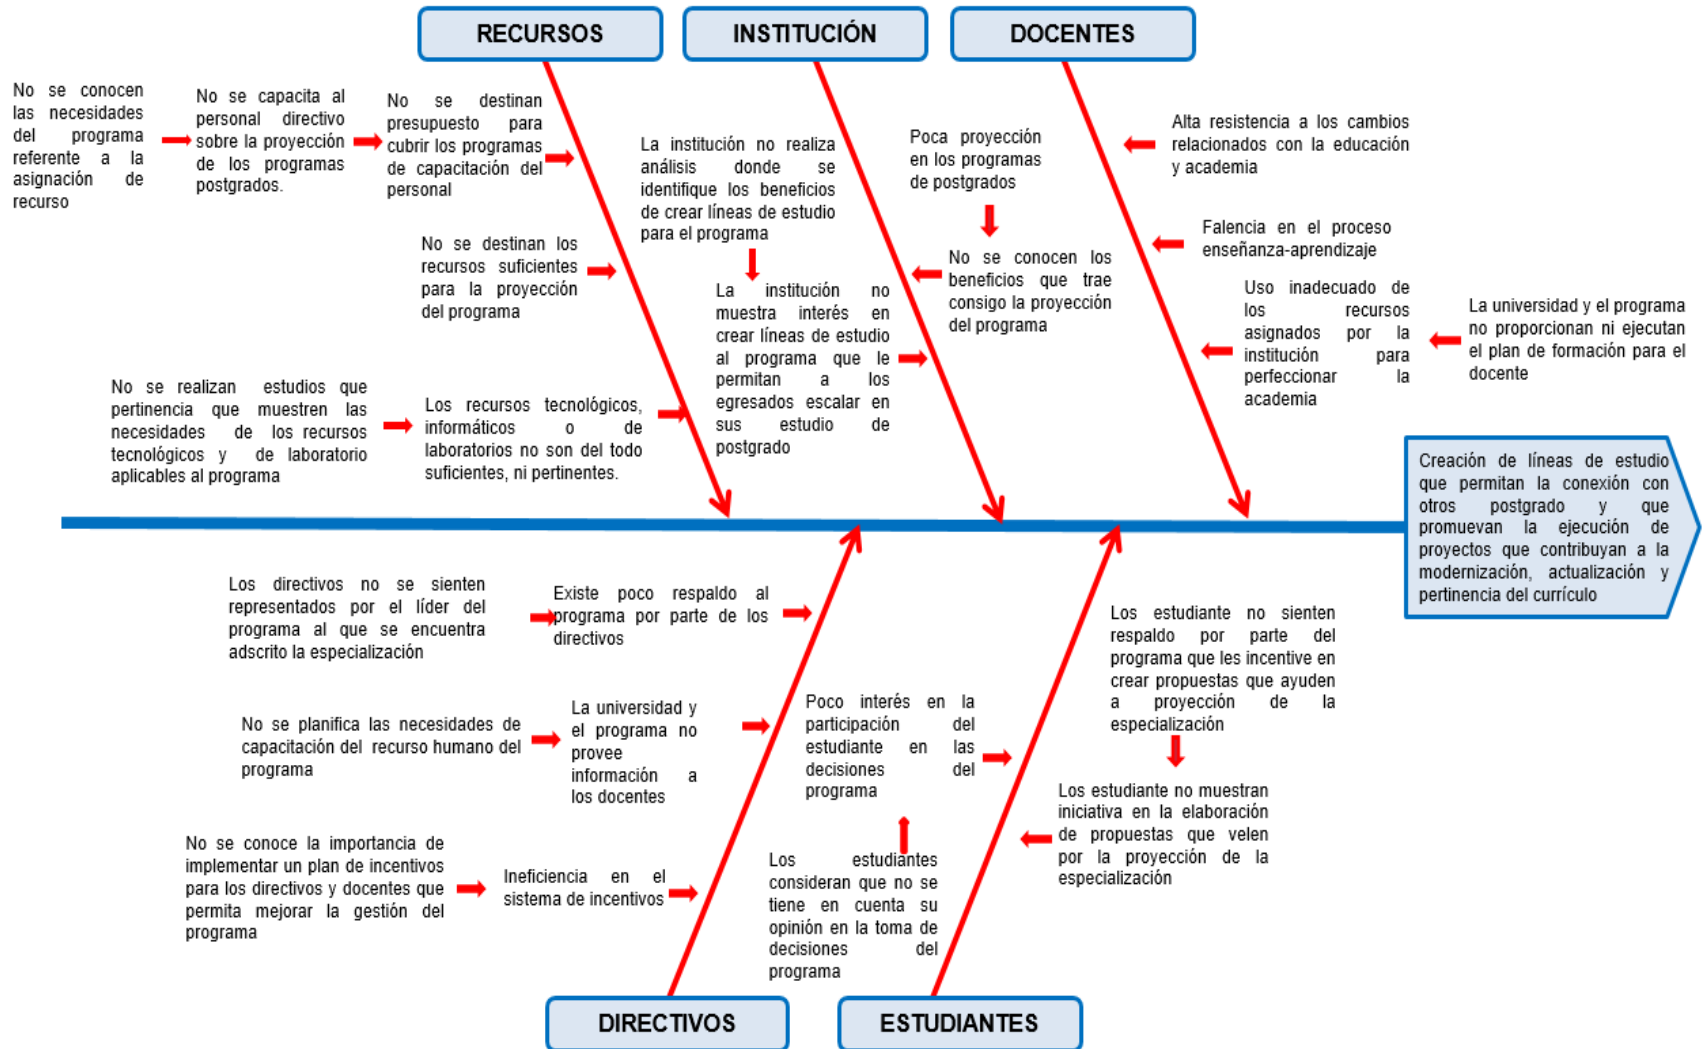 RECURSOS
INSTITUCIÓN
DOCENTES
No se conocen
las necesidades
del programa
referente a la
asignación de
recurso
No se capacita al
personal directivo
sobre la proyección
de los programas
postgrados.
No se destinan
presupuesto para
cubrir los programas
de capacitación del
personal
No se destinan los
recursos suficientes
para la proyección
del programa
No se realizan estudios que
pertinencia que muestren las
necesidades de los recursos
tecnológicos y de laboratorio
aplicables al programa
Los recursos tecnológicos,
informáticos o de
laboratorios no son del todo
suficientes, ni pertinentes.
La institución no realiza
análisis donde se
identifique los beneficios
de crear líneas de estudio
para el programa
La institución no
muestra interés en
crear líneas de estudio
al programa que le
permitan a los
egresados escalar en
sus estudio de
postgrado
Poca proyección
en los programas
de postgrados
No se conocen los
beneficios que trae
consigo la proyección
del programa
Alta resistencia a los cambios
relacionados con la educación
y academia
Falencia en el proceso
enseñanza-aprendizaje
Uso inadecuado de
los recursos
asignados por la
institución para
perfeccionar la
academia
La universidad y el programa
no proporcionan ni ejecutan
el plan de formación para el
docente
Creación de líneas de estudio
que permitan la conexión con
otros postgrado y que
promuevan la ejecución de
proyectos que contribuyan a la
modernización, actualización y
pertinencia del currículo
Los directivos no se sienten
representados por el líder del
programa al que se encuentra
adscrito la especialización
Existe poco respaldo al
programa por parte de los
directivos
No se planifica las necesidades de
capacitación del recurso humano del
programa
La universidad y
el programa no
provee
información a
los docentes
No se conoce la importancia de
implementar un plan de incentivos
para los directivos y docentes que
permita mejorar la gestión del
programa
Ineficiencia en el
sistema de incentivos
Poco interés en la
participación del
estudiante en las
decisiones del
programa
Los estudiantes
consideran que no se
tiene en cuenta su
opinión en la toma de
decisiones del
programa
Los estudiante no sienten
respaldo por parte del
programa que les incentive en
crear propuestas que ayuden
a proyección de la
especialización
Los estudiante no muestran
iniciativa en la elaboración
de propuestas que velen
por la proyección de la
especialización
DIRECTIVOS
ESTUDIANTES